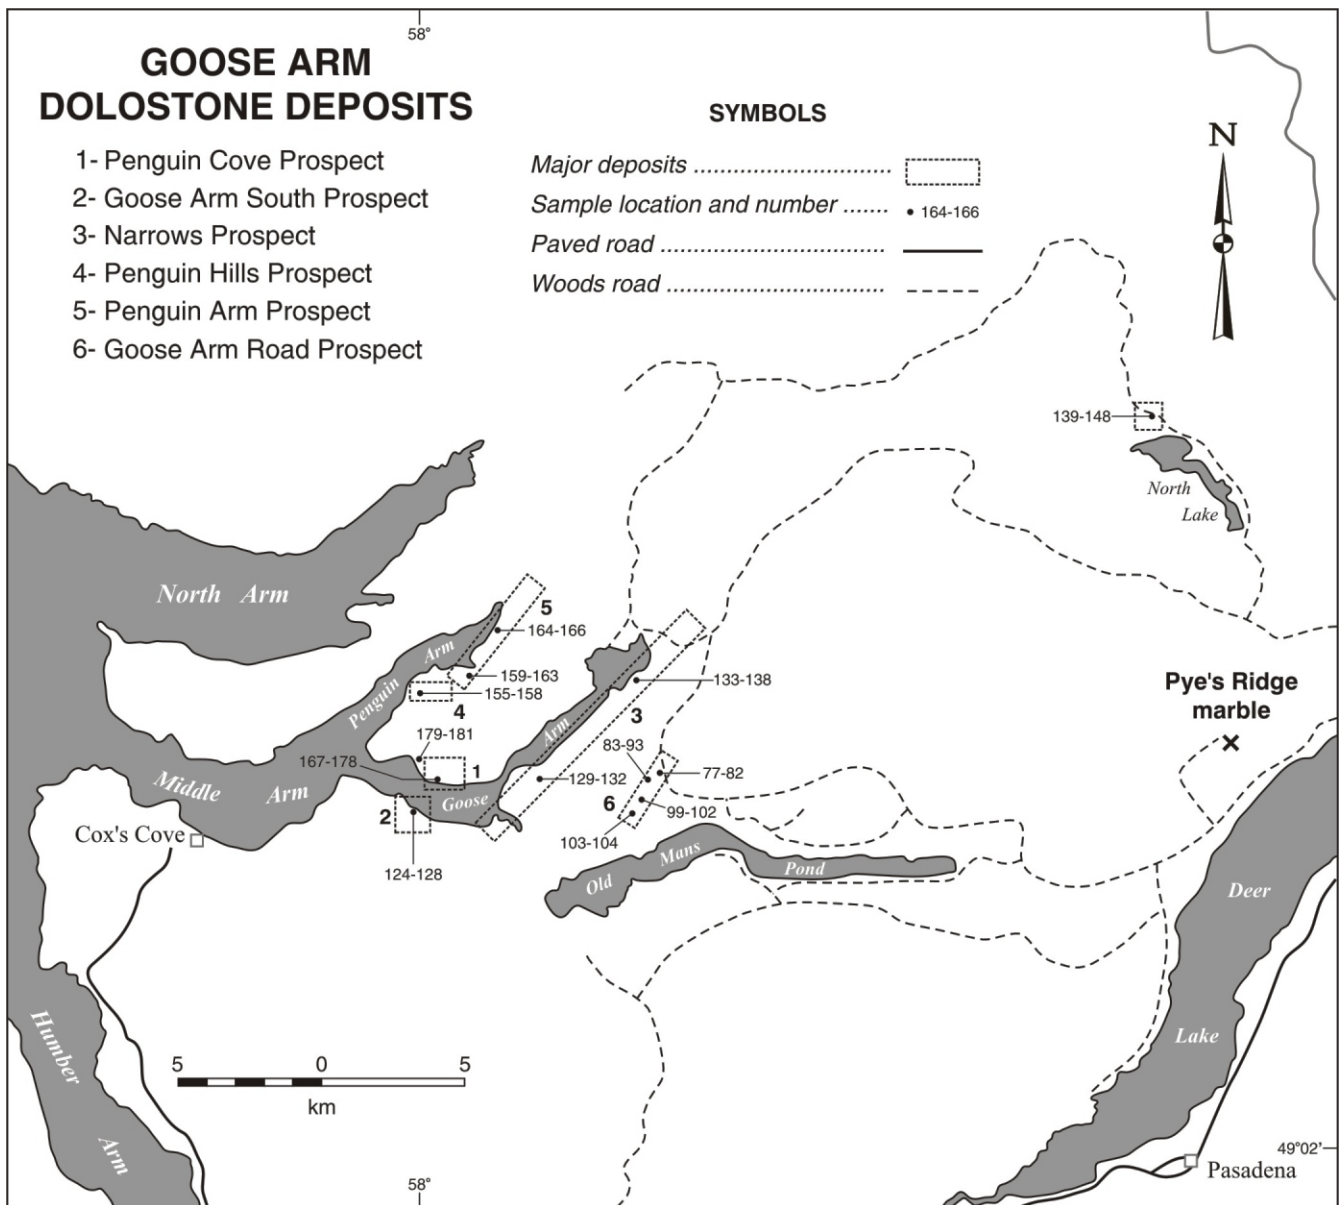 58°
GOOSE ARM
DOLOSTONE DEPOSITS
1- Penguin Cove Prospect
2- Goose Arm South Prospect
3- Narrows Prospect
4- Penguin Hills Prospect
5- Penguin Arm Prospect
6- Goose Arm Road Prospect
SYMBOLS
Major deposits ..............................
Sample location and number ....... 164-166
Paved road ...................................
Woods road ..................................
N
139-148
North
Lake
North Arm
5
164-166
Arm
159-163
155-158
Penguin
4
133-138
3
Pye's Ridge
marble
179-181
Arm
83-93
167-178
1
129-132
77-82
Middle Arm
Goose
2
6
99-102
Cox's Cove
103-104
124-128
Old Mans Pond
Deer
Lake
Humber
Arm
5 0 5
km
49°02'
Pasadena
58°